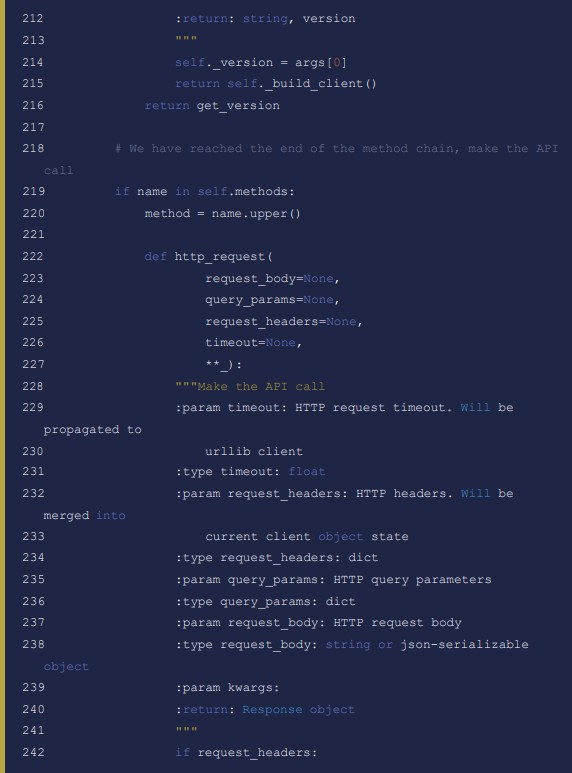 212                :return: string, version
213                """
214                self._version = args[0]
215                return self._build_client()
216            return get_version
217
218        # We have reached the end of the method chain, make the API
call
219        if name in self.methods:
220            method = name.upper()
221
222            def http_request(
223                    request_body=None,
224                    query_params=None,
225                    request_headers=None,
226                    timeout=None,
227                    **_):
228                """Make the API call
229                :param timeout: HTTP request timeout. Will be
propagated to
230                    urllib client
231                :type timeout: float
232                :param request_headers: HTTP headers. Will be
merged into
233                    current client object state
234                :type request_headers: dict
235                :param query_params: HTTP query parameters
236                :type query_params: dict
237                :param request_body: HTTP request body
238                :type request_body: string or json-serializable
object
239                :param kwargs:
240                :return: Response object
241                """
242                if request_headers: